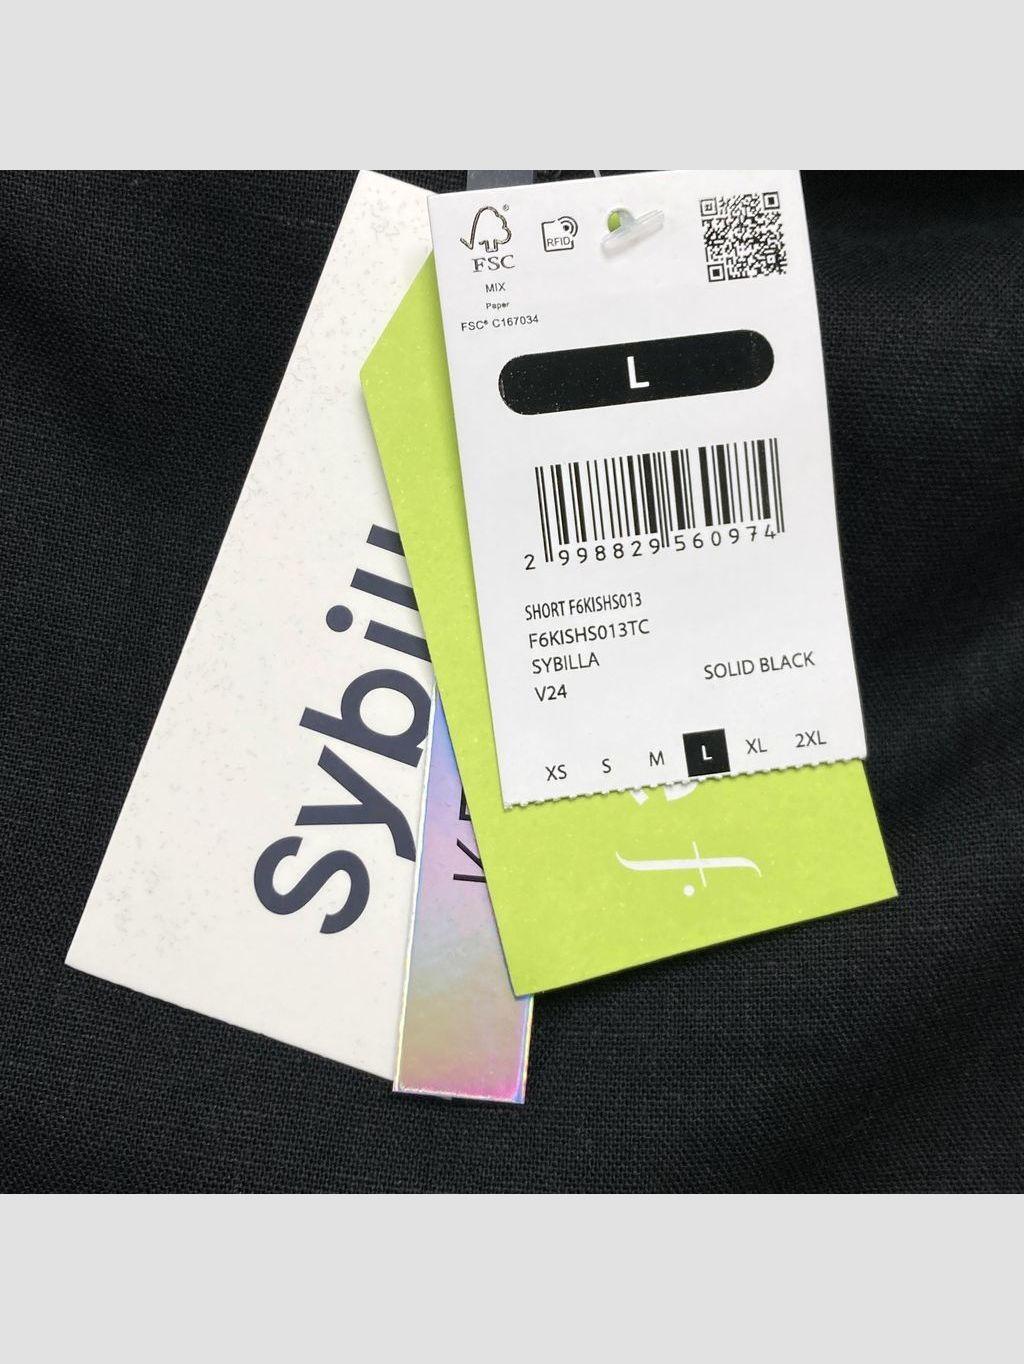 FSC
RFID
MIX
Paper
FSC® C167034
L
2 998829 560974
SHORT F6KISHS013
F6KISHS013TC
SYBILLA
SOLID BLACK
V24
XS S M L XL 2XL
Sybill
f.